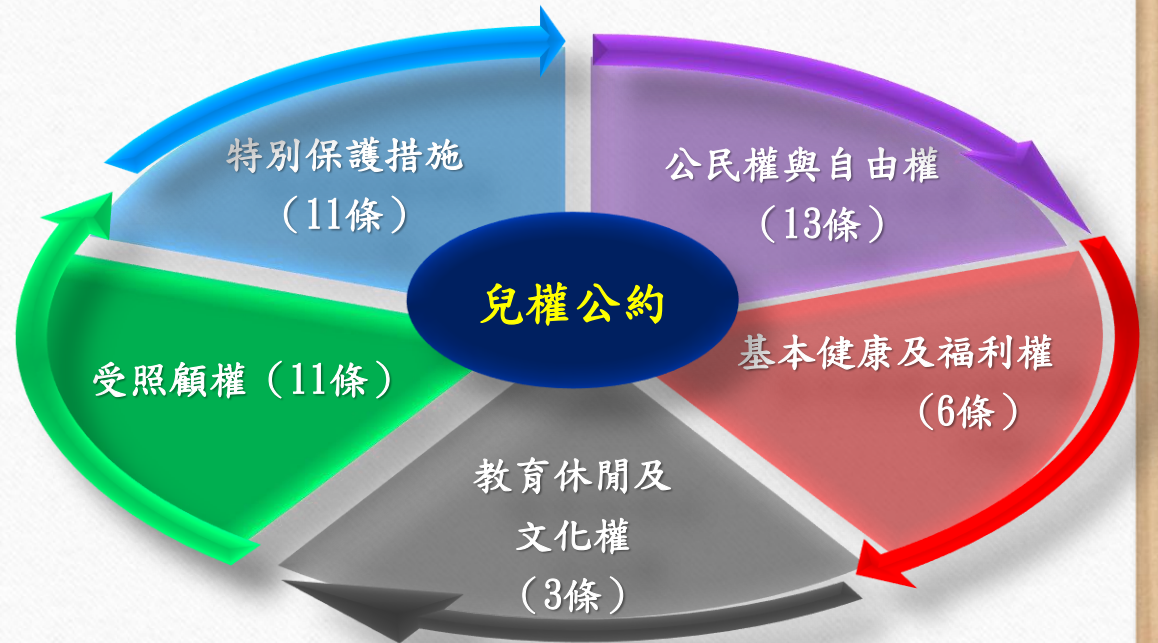 特別保護措施
（11條）
公民權與自由權
（13條）
兒權公約
受照顧權（11條）
基本健康及福利權
（6條）
教育休閒及
文化權
（3條）